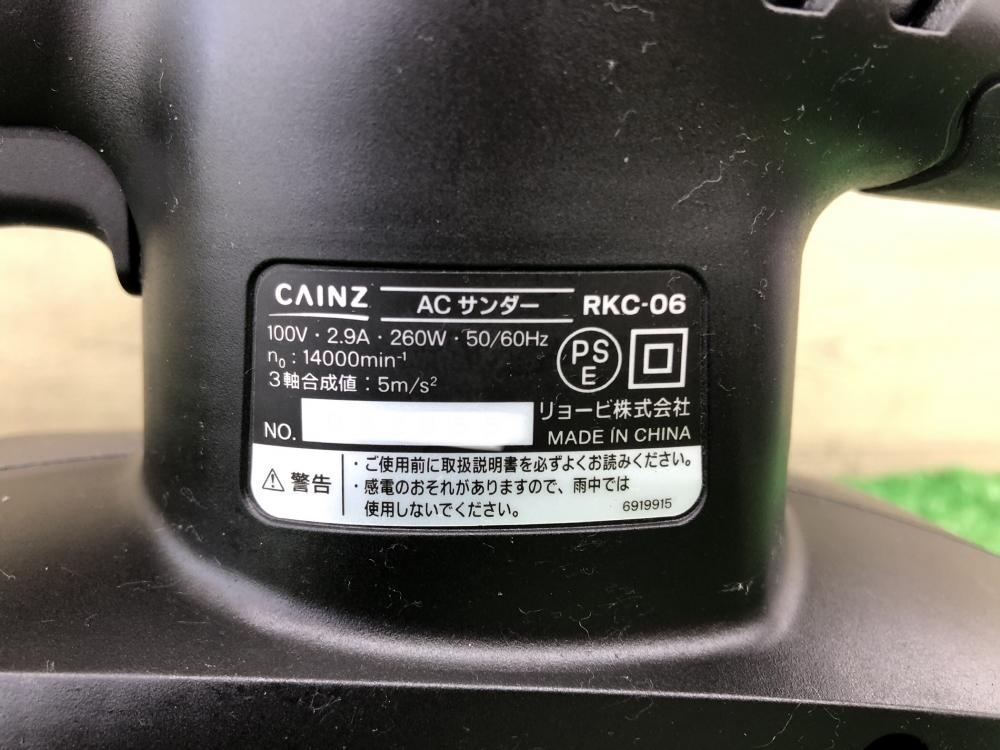 CAINZ ACサンダー RKC-06
100V・2.9A・260W・50/60Hz
n₀：14000min⁻¹
3軸合成値：5m/s²
PS
E
リョービ株式会社
NO.
MADE IN CHINA
⚠ 警告
・ご使用前に取扱説明書を必ずよくお読みください。
・感電のおそれがありますので、雨中では
使用しないでください。
6919915